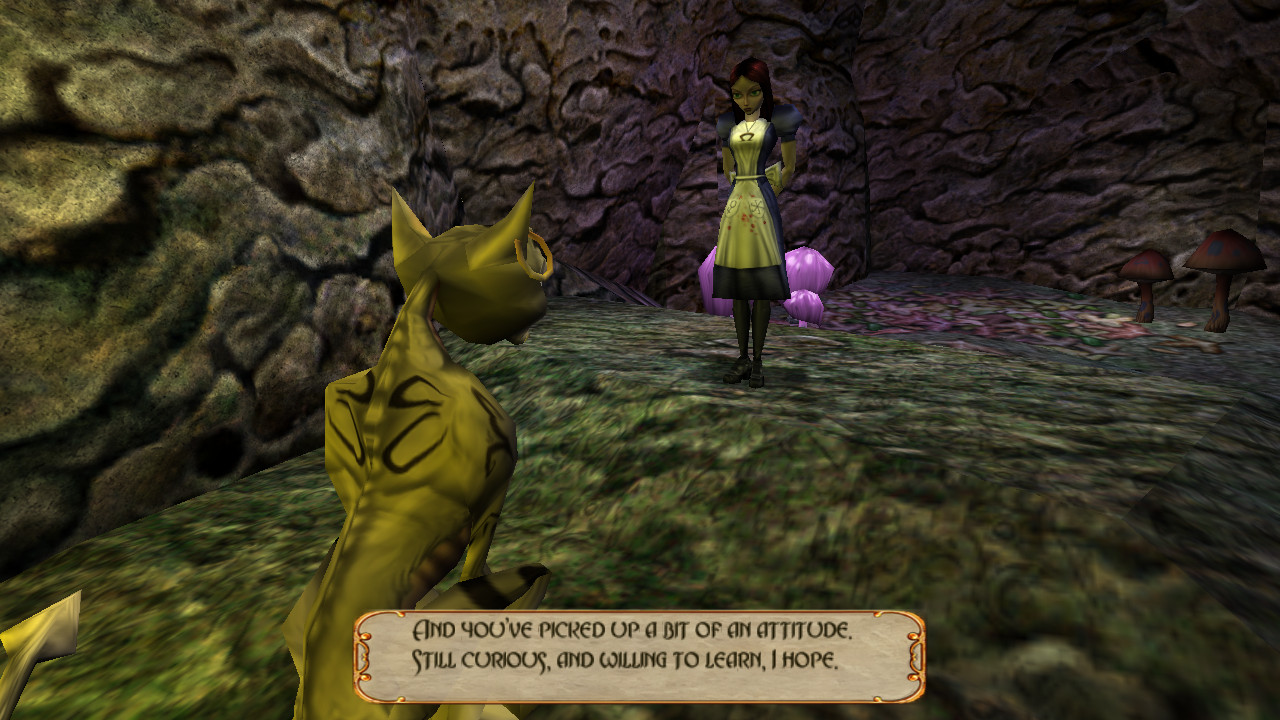 And you've picked up a bit of an attitude.
Still curious, and willing to learn, I hope.